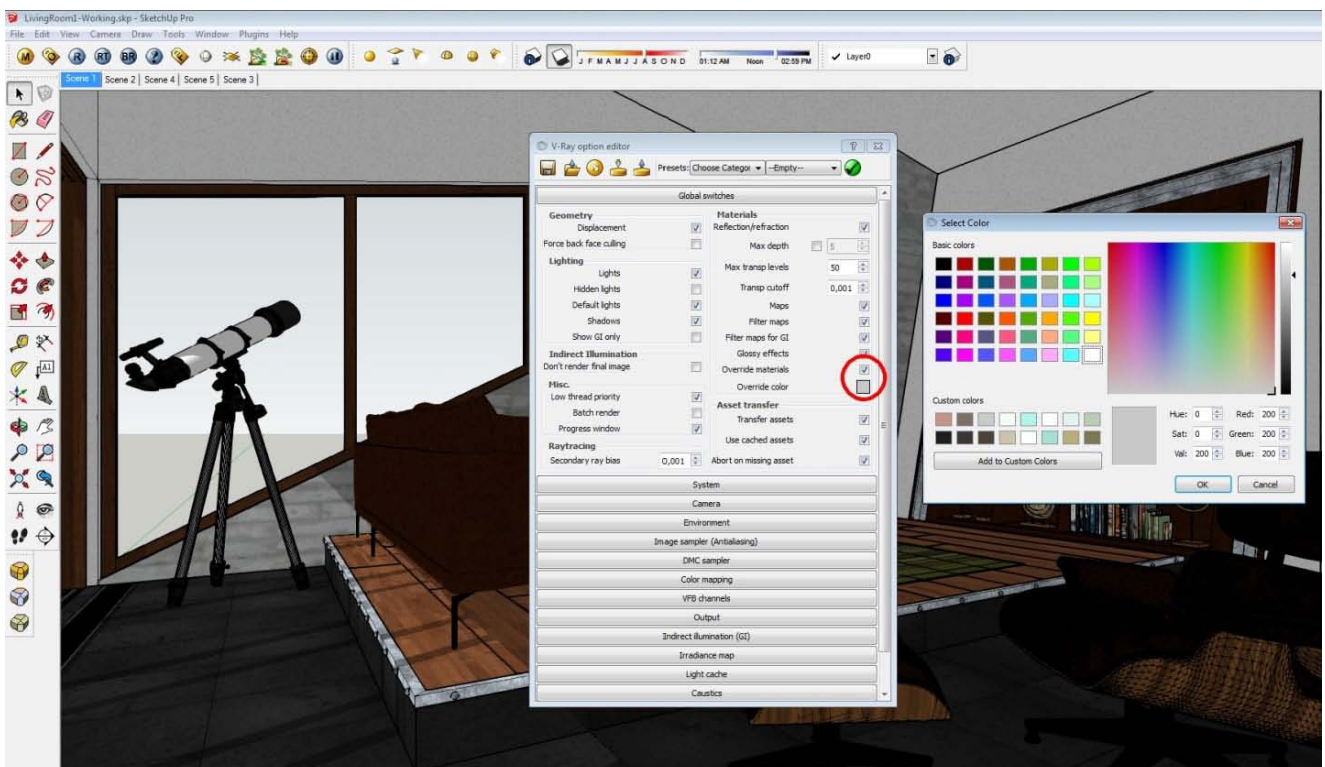 LivingRoom1-Working.skp - SketchUp Pro
File Edit View Camera Draw Tools Window Plugins Help
M R RT BR
J F M A M J J A S O N D 01:12 AM Noon 02:59 PM Layer0
Scene 1 Scene 2 Scene 4 Scene 5 Scene 3
V-Ray option editor
Presets: Choose Categor --Empty--
Global switches
Geometry
Displacement
Force back face culling
Lighting
Lights
Hidden lights
Default lights
Shadows
Show GI only
Indirect Illumination
Don't render final image
Misc.
Low thread priority
Batch render
Progress window
Raytracing
Secondary ray bias 0,001
Materials
Reflection/refraction
Max depth 5
Max transp levels 50
Transp cutoff 0,001
Maps
Filter maps
Filter maps for GI
Glossy effects
Override materials
Override color
Asset transfer
Transfer assets
Use cached assets
Abort on missing asset
System
Camera
Environment
Image sampler (Antialiasing)
DMC sampler
Color mapping
VFB channels
Output
Indirect illumination (GI)
Irradiance map
Light cache
Caustics
Select Color
Basic colors
Custom colors
Add to Custom Colors
Hue: 0 Red: 200
Sat: 0 Green: 200
Val: 200 Blue: 200
OK Cancel
A1